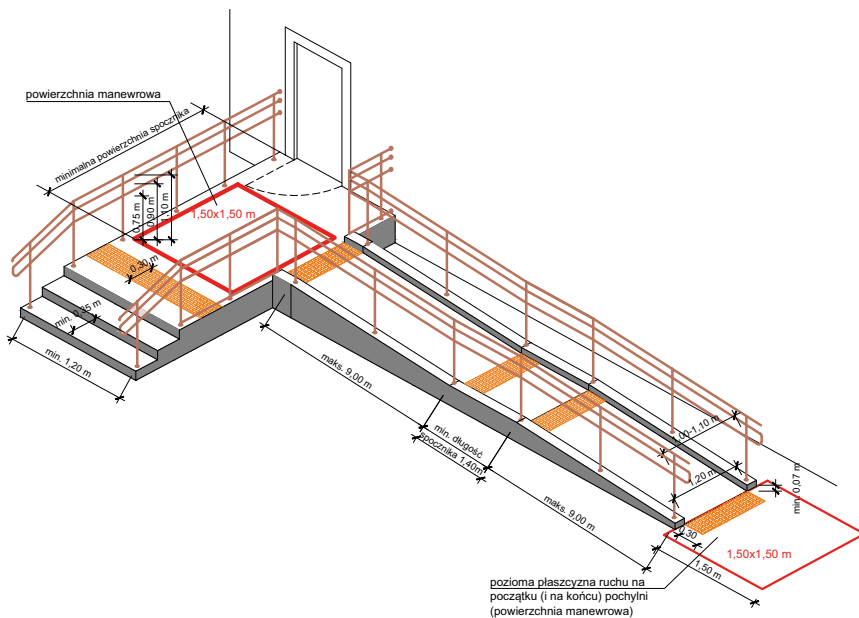 powierzchnia manewrowa
minimalna powierzchnia spocznika
0,75 m
0,90 m
1,10 m
1,50x1,50 m
0,30 m
min. 0,35 m
min. 1,20 m
maks. 9,00 m
min. długość
spocznika 1,40m
maks. 9,00 m
1,00-1,10 m
1,20 m
min. 0,07 m
0,30
1,50 m
1,50x1,50 m
pozioma płaszczyzna ruchu na
początku (i na końcu) pochylni
(powierzchnia manewrowa)